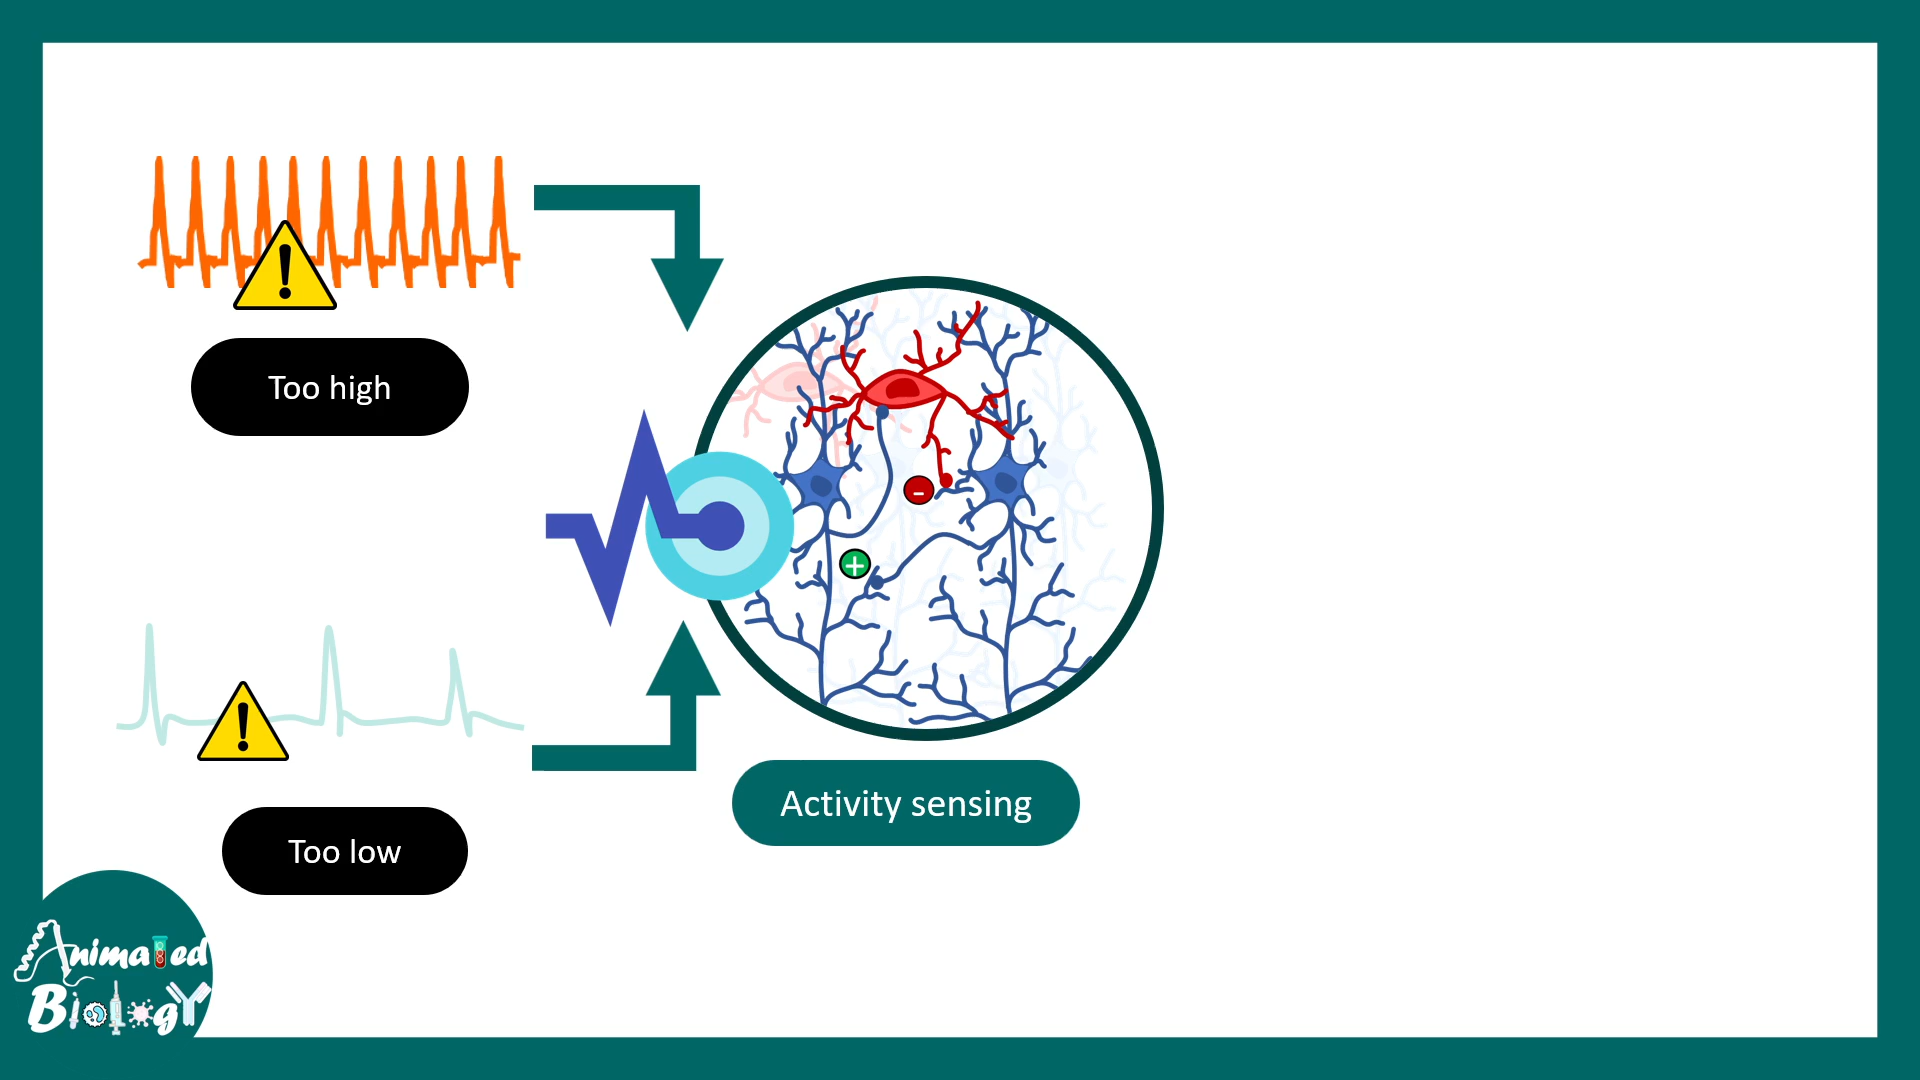 Too high
-
+
Activity sensing
Too low
Animated
Biology